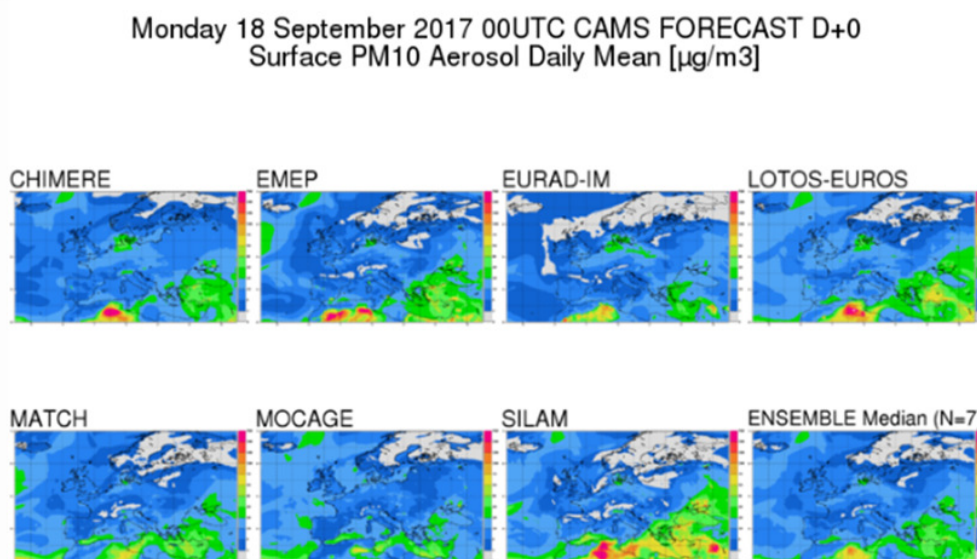 Monday 18 September 2017 00UTC CAMS FORECAST D+0
Surface PM10 Aerosol Daily Mean [µg/m3]
CHIMERE EMEP EURAD-IM LOTOS-EUROS
MATCH MOCAGE SILAM ENSEMBLE Median (N=7